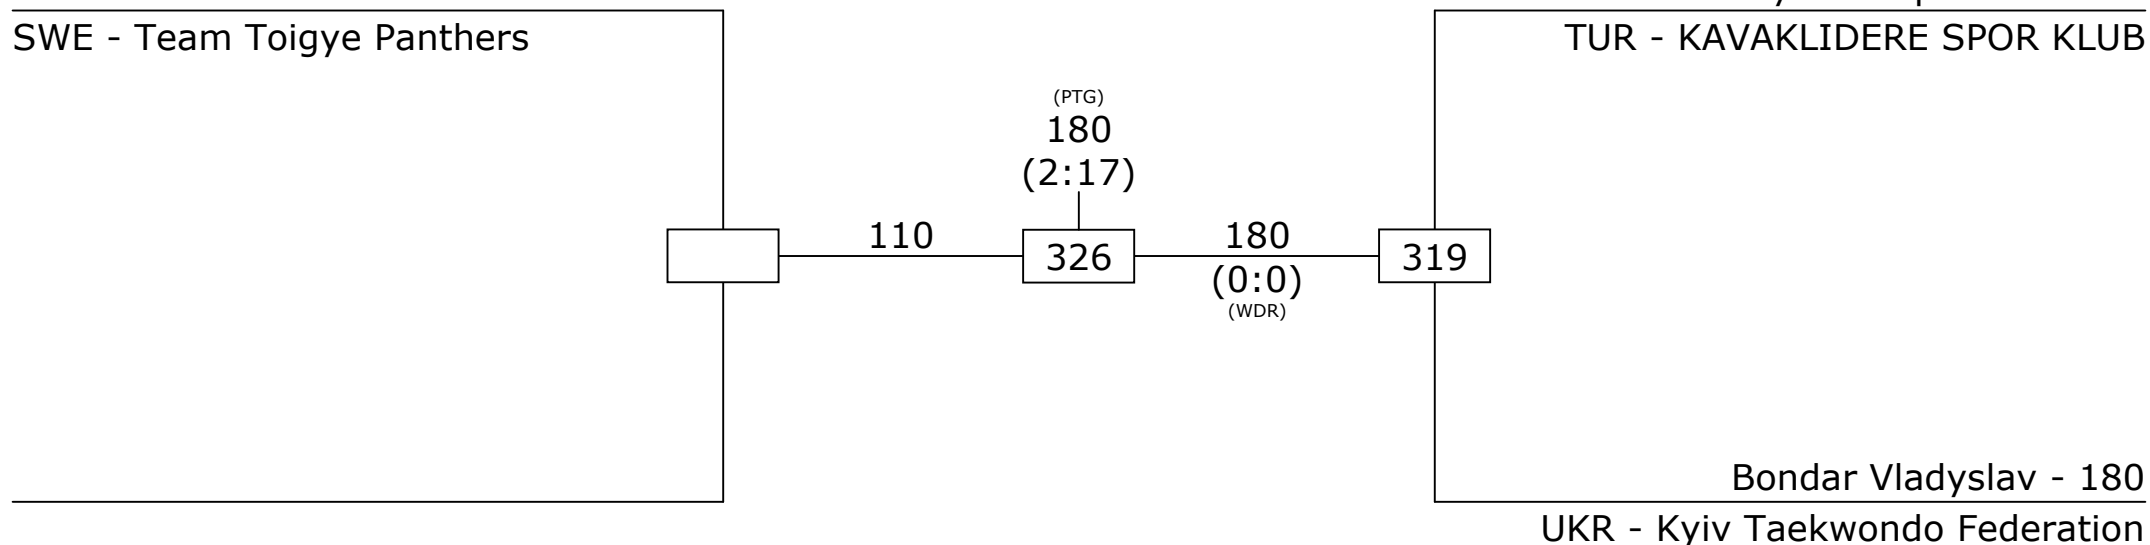 SWE - Team Toigye Panthers
TUR - KAVAKLIDERE SPOR KLUB
(PTG)
180
(2:17)
110
326
180
319
(0:0)
(WDR)
Bondar Vladyslav - 180
UKR - Kyiv Taekwondo Federation